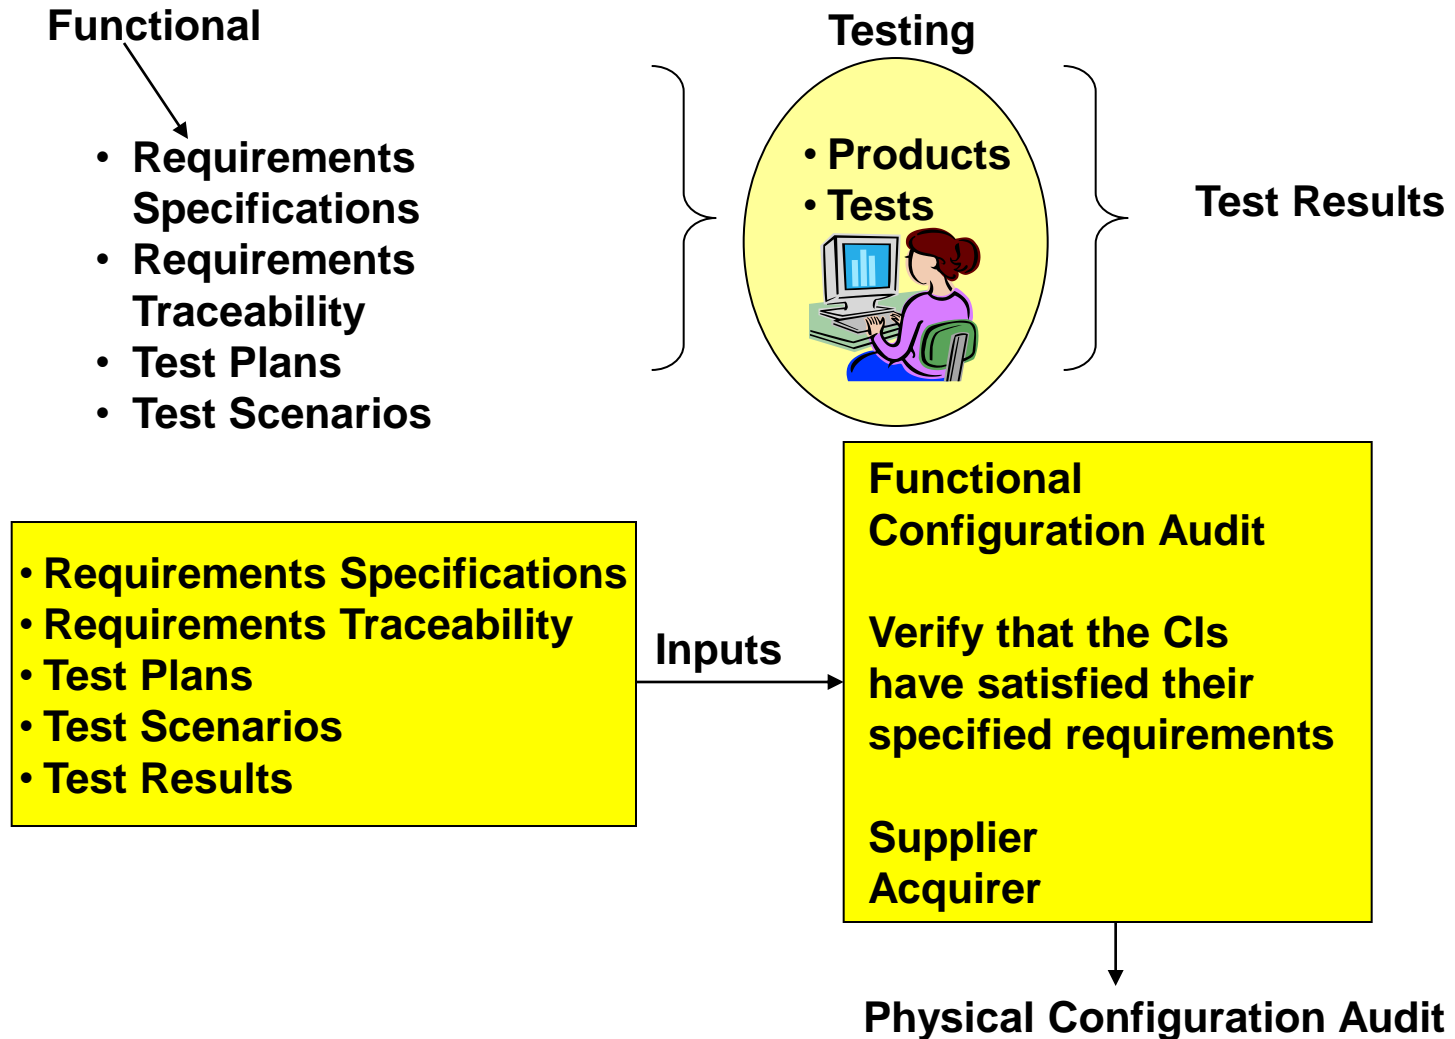 Functional
• Requirements
Specifications
• Requirements
Traceability
• Test Plans
• Test Scenarios
Testing
• Products
• Tests
Test Results
• Requirements Specifications
• Requirements Traceability
• Test Plans
• Test Scenarios
• Test Results
Inputs
Functional
Configuration Audit
Verify that the CIs
have satisfied their
specified requirements
Supplier
Acquirer
Physical Configuration Audit